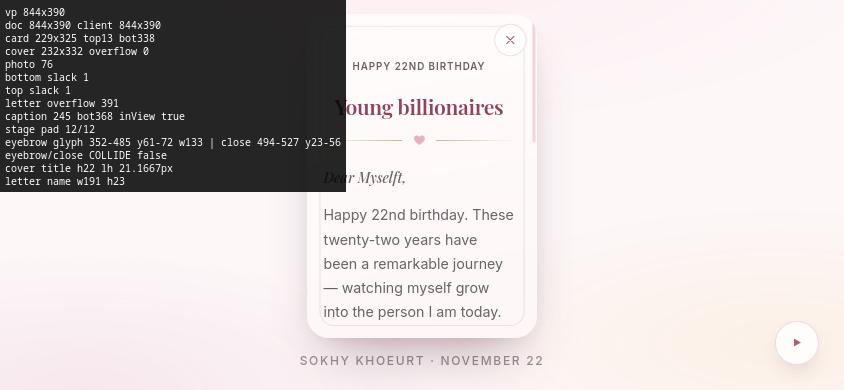 vp 844x390
doc 844x390 client 844x390
card 229x325 top13 bot338
cover 232x332 overflow 0
photo 76
bottom slack 1
top slack 1
letter overflow 391
caption 245 bot368 inView true
stage pad 12/12
eyebrow glyph 352-485 y61-72 w133 | close 494-527 y23-56
eyebrow/close COLLIDE false
cover title h22 lh 21.1667px
letter name w191 h23
HAPPY 22ND BIRTHDAY
Young billionaires
Dear Myselft,
Happy 22nd birthday. These
twenty-two years have
been a remarkable journey
— watching myself grow
into the person I am today.
SOKHY KHOEURT · NOVEMBER 22